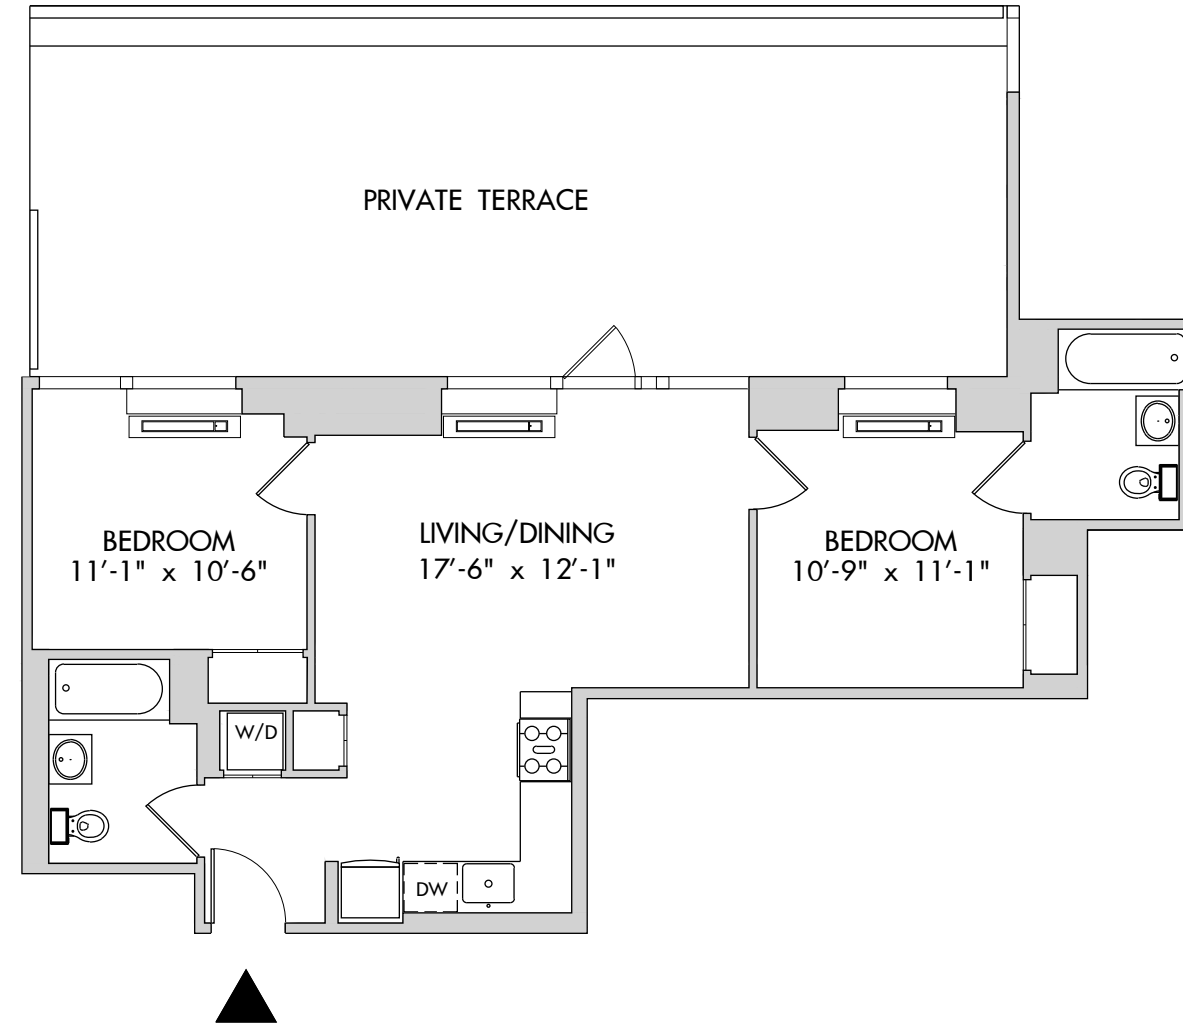 PRIVATE TERRACE
BEDROOM
11'-1" x 10'-6"
LIVING/DINING
17'-6" x 12'-1"
BEDROOM
10'-9" x 11'-1"
W/D
DW